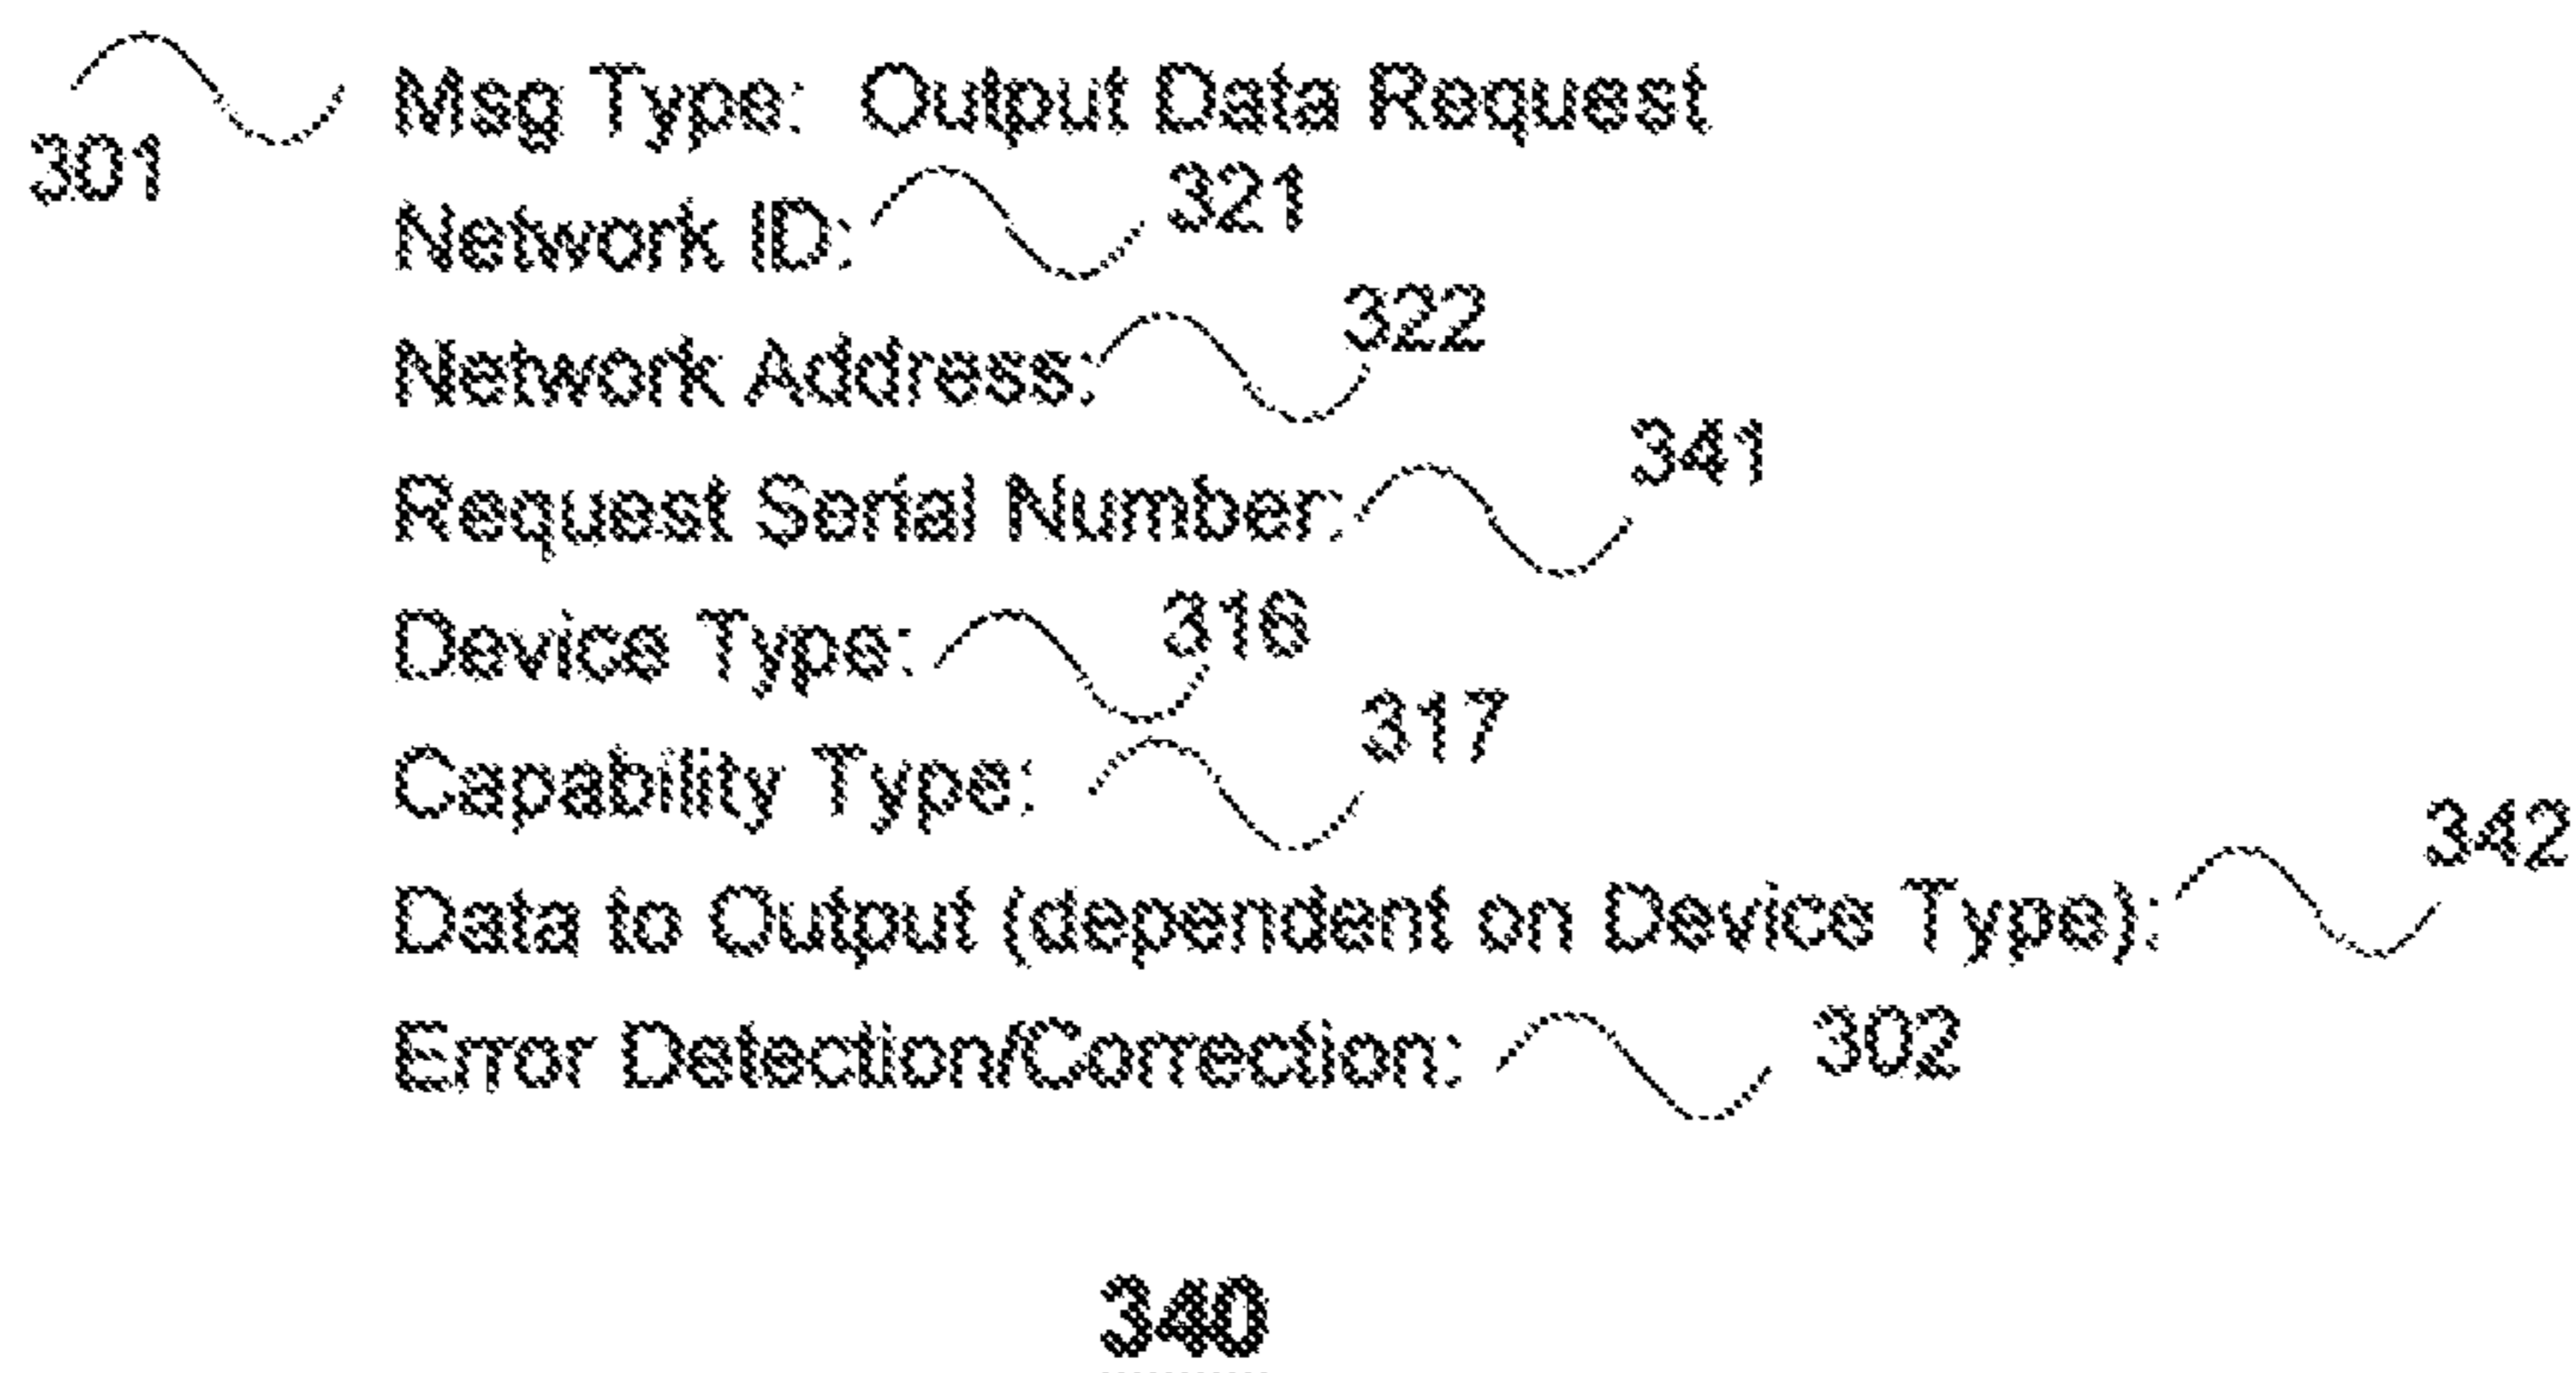 301 Msg Type: Output Data Request
Network ID: 321
Network Address: 322
Request Serial Number: 341
Device Type: 316
Capability Type: 317
Data to Output (dependent on Device Type): 342
Error Detection/Correction: 302
340